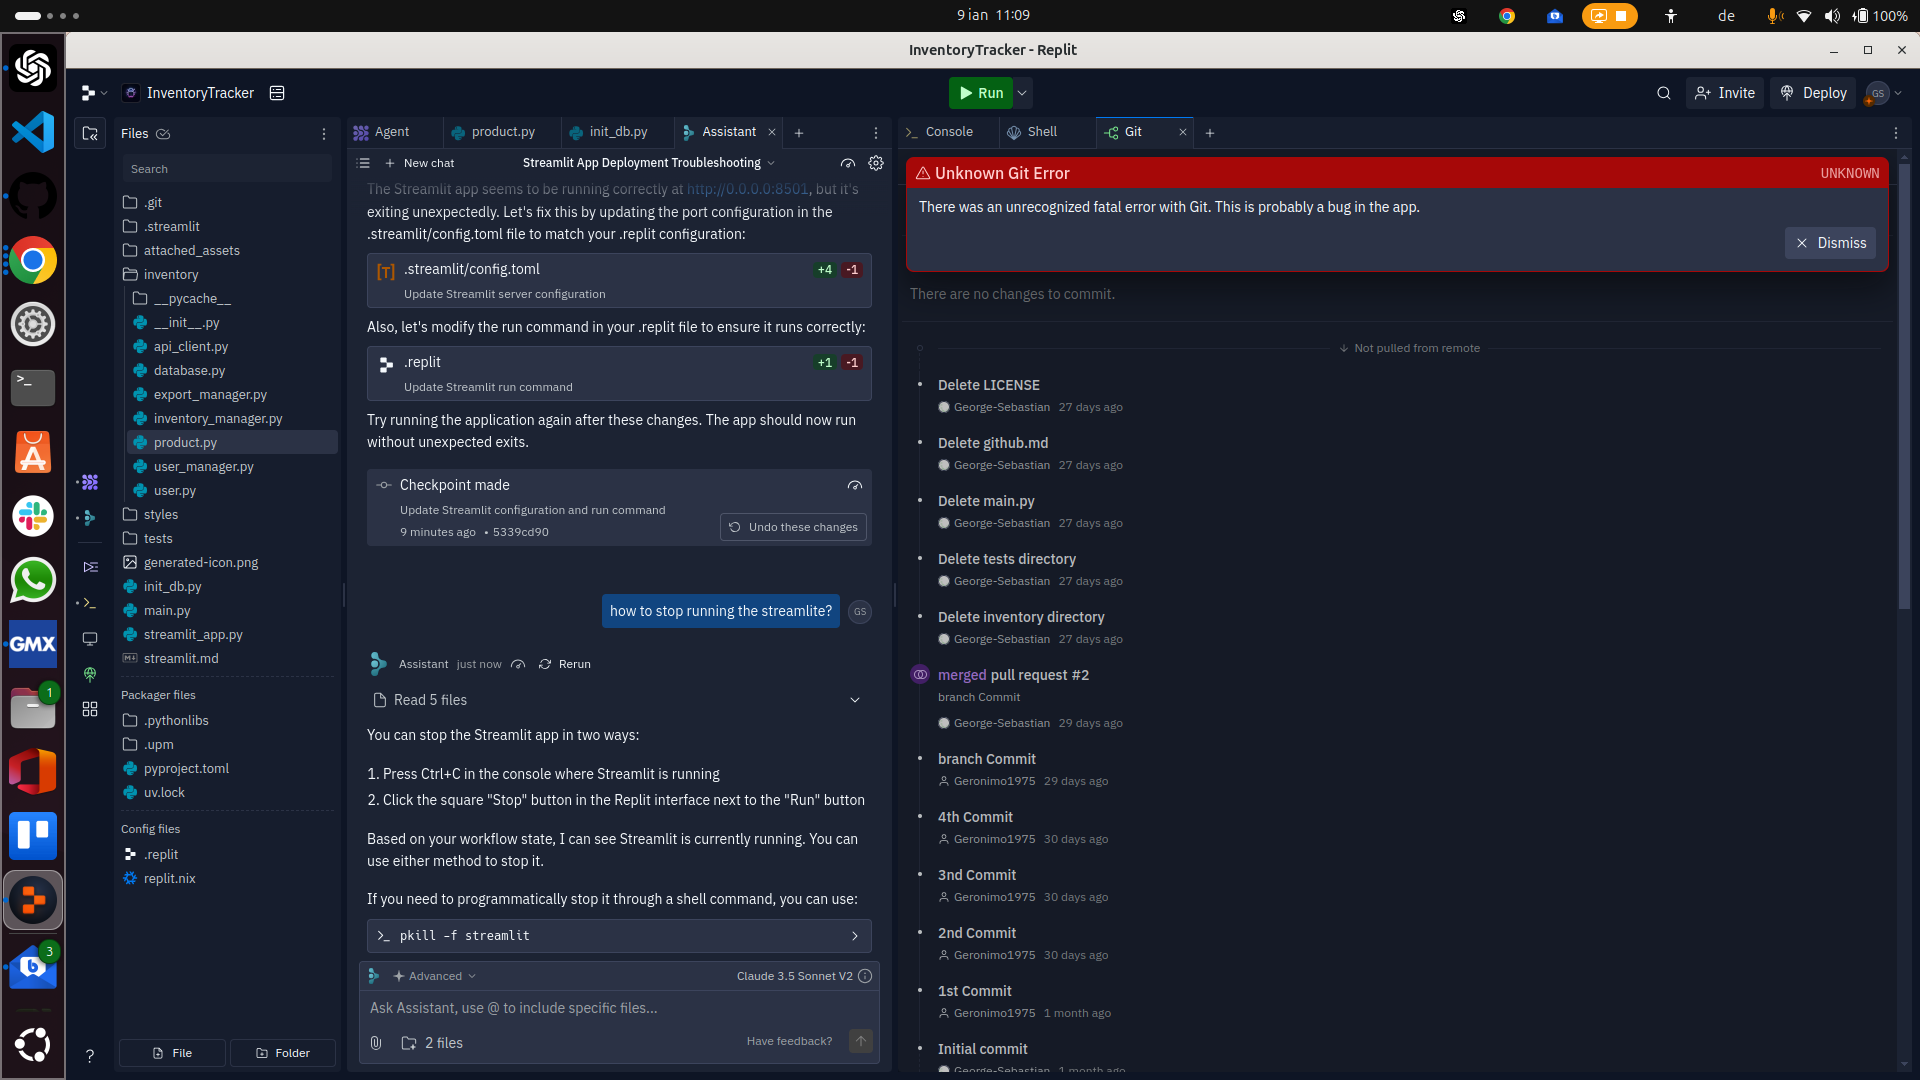 9 ian 11:09
de
100%
InventoryTracker - Replit
InventoryTracker
Run
Invite
Deploy
GS
Files
Search
.git
.streamlit
attached_assets
inventory
__pycache__
__init__.py
api_client.py
database.py
export_manager.py
inventory_manager.py
product.py
user_manager.py
user.py
styles
tests
generated-icon.png
init_db.py
main.py
streamlit_app.py
streamlit.md
Packager files
.pythonlibs
.upm
pyproject.toml
uv.lock
Config files
.replit
replit.nix
File
Folder
GMX
1
3
?
Agent
product.py
init_db.py
Assistant
New chat
Streamlit App Deployment Troubleshooting
The Streamlit app seems to be running correctly at http://0.0.0.0:8501, but it's
exiting unexpectedly. Let's fix this by updating the port configuration in the
.streamlit/config.toml file to match your .replit configuration:
[T] .streamlit/config.toml +4 -1
Update Streamlit server configuration
Also, let's modify the run command in your .replit file to ensure it runs correctly:
.replit +1 -1
Update Streamlit run command
Try running the application again after these changes. The app should now run
without unexpected exits.
Checkpoint made
Update Streamlit configuration and run command
9 minutes ago • 5339cd90
Undo these changes
how to stop running the streamlite?
GS
Assistant just now Rerun
Read 5 files
You can stop the Streamlit app in two ways:
1. Press Ctrl+C in the console where Streamlit is running
2. Click the square "Stop" button in the Replit interface next to the "Run" button
Based on your workflow state, I can see Streamlit is currently running. You can
use either method to stop it.
If you need to programmatically stop it through a shell command, you can use:
pkill -f streamlit
Advanced
Claude 3.5 Sonnet V2
Ask Assistant, use @ to include specific files...
2 files
Have feedback?
Console
Shell
Git
Unknown Git Error
UNKNOWN
There was an unrecognized fatal error with Git. This is probably a bug in the app.
Dismiss
There are no changes to commit.
Not pulled from remote
Delete LICENSE
George-Sebastian 27 days ago
Delete github.md
George-Sebastian 27 days ago
Delete main.py
George-Sebastian 27 days ago
Delete tests directory
George-Sebastian 27 days ago
Delete inventory directory
George-Sebastian 27 days ago
merged pull request #2
branch Commit
George-Sebastian 29 days ago
branch Commit
Geronimo1975 29 days ago
4th Commit
Geronimo1975 30 days ago
3nd Commit
Geronimo1975 30 days ago
2nd Commit
Geronimo1975 30 days ago
1st Commit
Geronimo1975 1 month ago
Initial commit
George-Sebastian 1 month ago